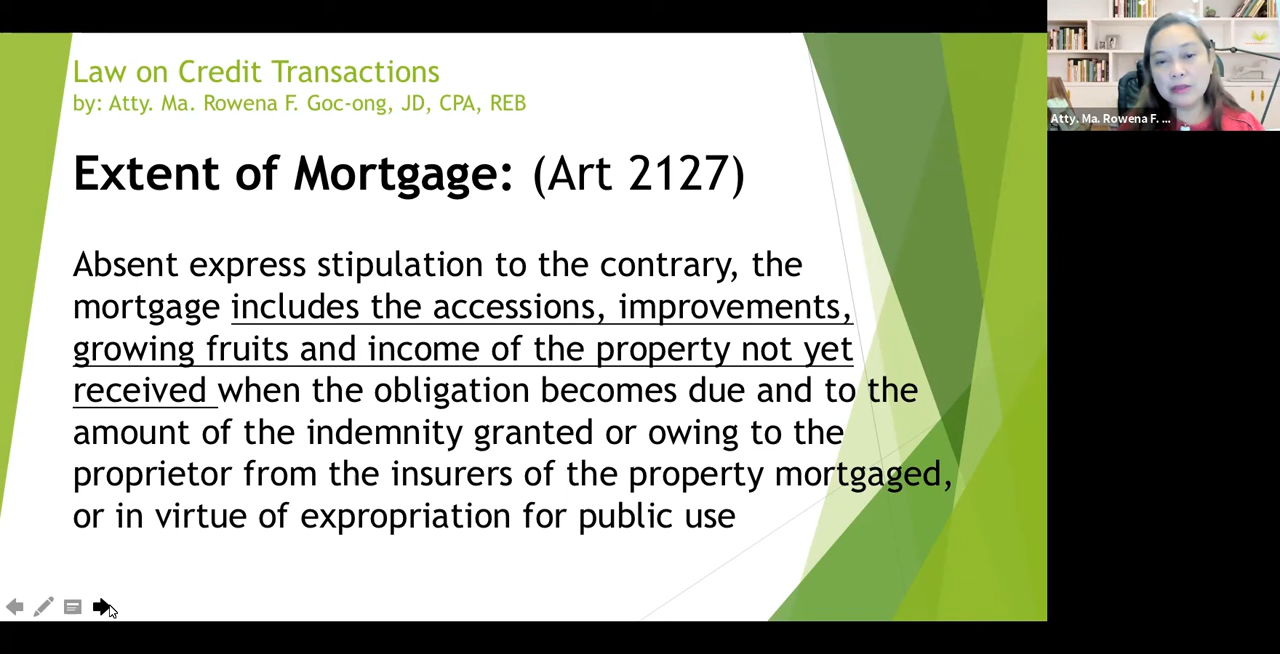 Law on Credit Transactions
by: Atty. Ma. Rowena F. Goc-ong, JD, CPA, REB
Extent of Mortgage: (Art 2127)
Absent express stipulation to the contrary, the
mortgage includes the accessions, improvements,
growing fruits and income of the property not yet
received when the obligation becomes due and to the
amount of the indemnity granted or owing to the
proprietor from the insurers of the property mortgaged,
or in virtue of expropriation for public use
Atty. Ma. Rowena F. ...